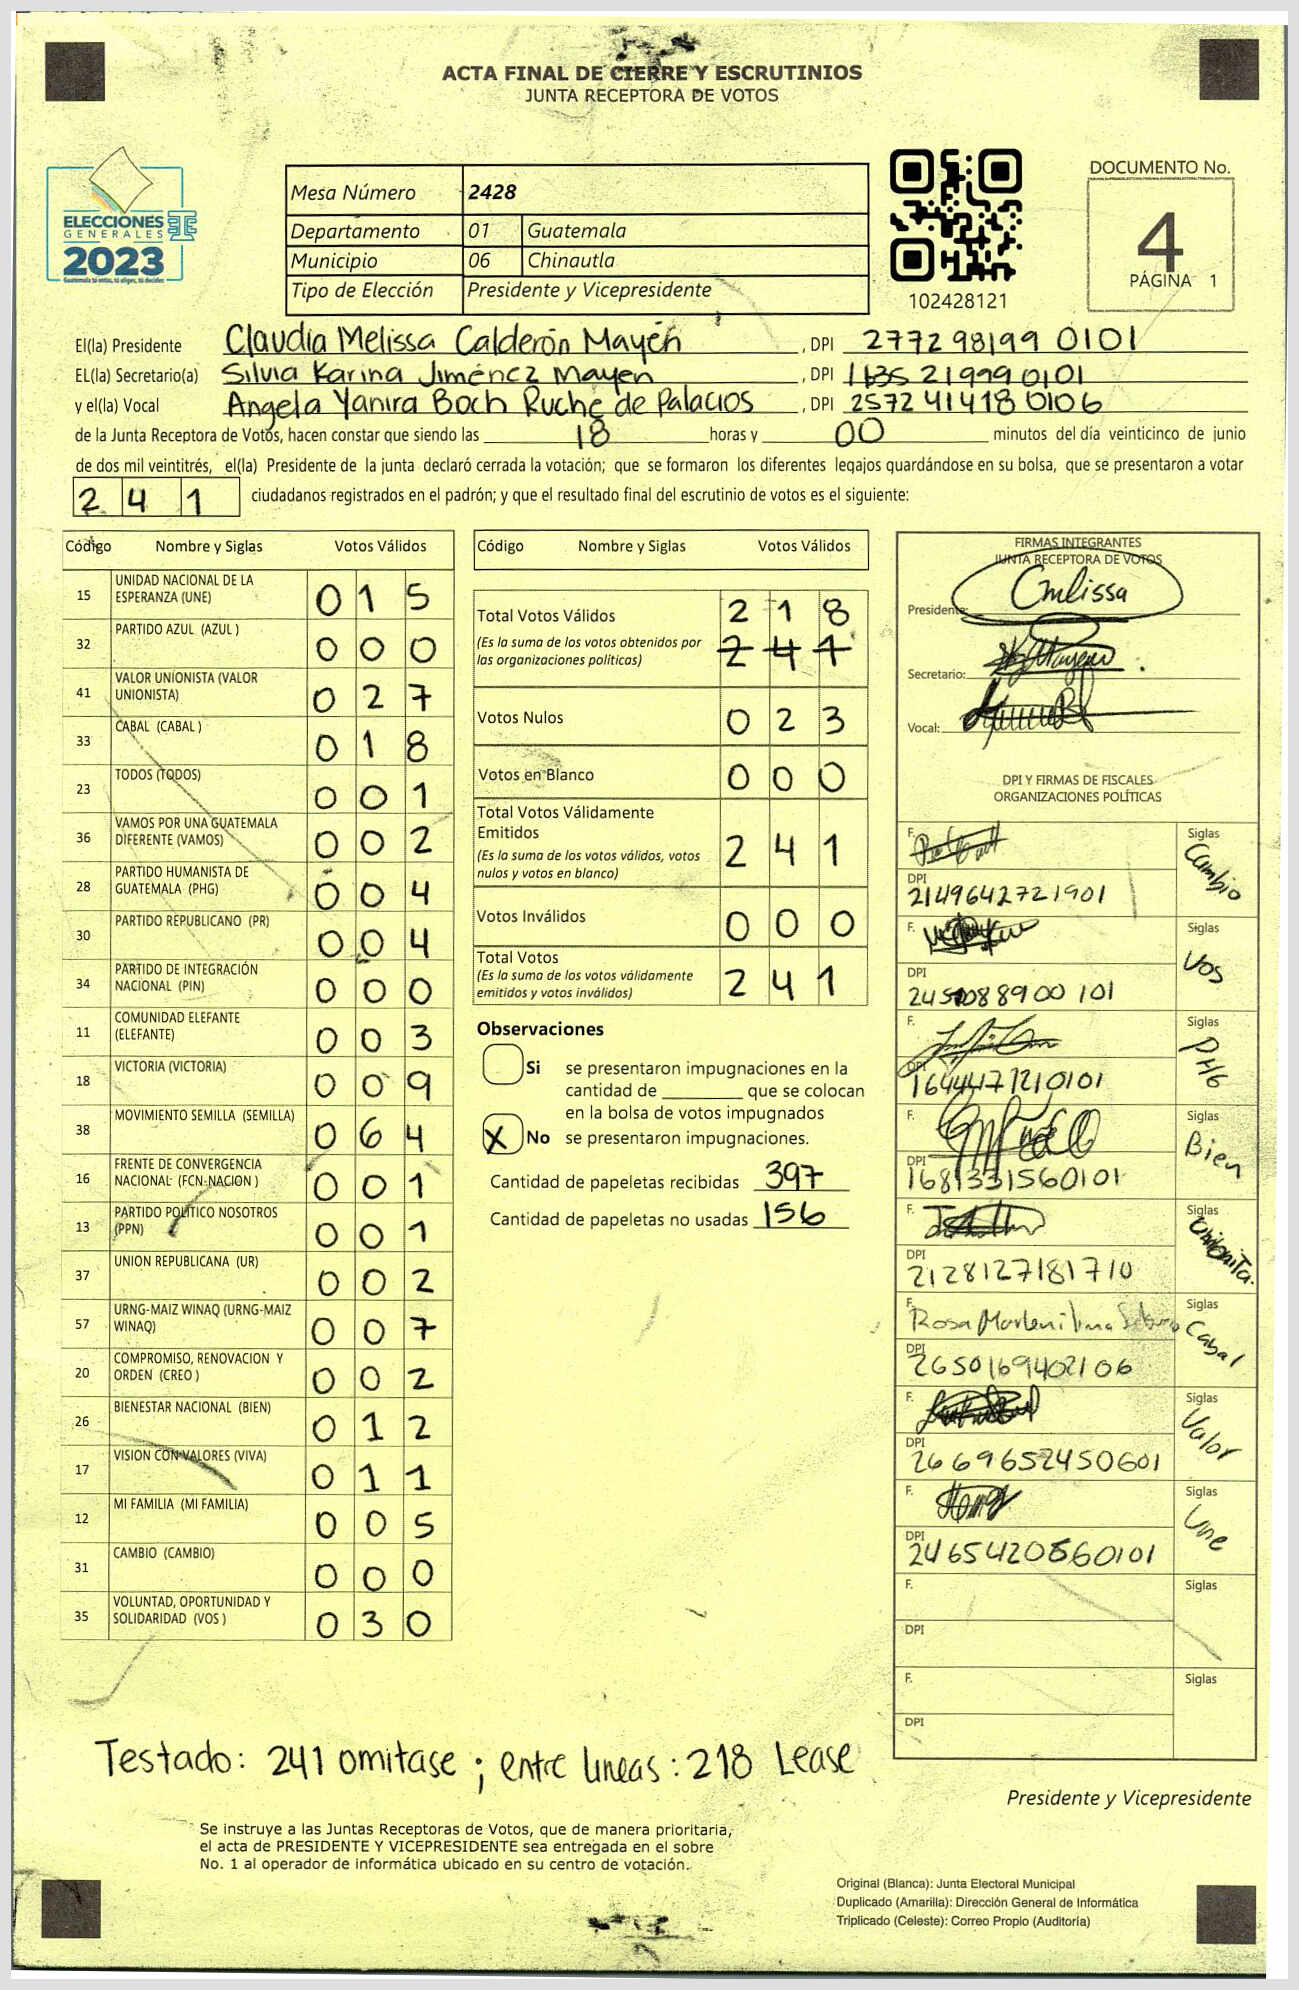 ACTA FINAL DE CIERRE Y ESCRUTINIOS
JUNTA RECEPTORA DE VOTOS
ELECCIONES
GENERALES
2023
Guatemala tú votas, tú eliges, tú decides
Mesa Número 2428
Departamento 01 Guatemala
Municipio 06 Chinautla
Tipo de Elección Presidente y Vicepresidente
102428121
DOCUMENTO No.
4
PÁGINA 1
El(la) Presidente Claudia Melissa Calderón Mayén , DPI 277298199 0101
EL(la) Secretario(a) Silvia Karina Jiménez Mayen , DPI 1635 21999 0101
y el(la) Vocal Angela Yanira Boch Ruche de Palacios , DPI 2572 41418 0106
de la Junta Receptora de Votos, hacen constar que siendo las 18 horas y 00 minutos del día veinticinco de junio
de dos mil veintitrés, el(la) Presidente de la junta declaró cerrada la votación; que se formaron los diferentes legajos guardándose en su bolsa, que se presentaron a votar
2 4 1 ciudadanos registrados en el padrón; y que el resultado final del escrutinio de votos es el siguiente:
Código Nombre y Siglas Votos Válidos
15 UNIDAD NACIONAL DE LA ESPERANZA (UNE) 0 1 5
32 PARTIDO AZUL (AZUL ) 0 0 0
41 VALOR UNIONISTA (VALOR UNIONISTA) 0 2 7
33 CABAL (CABAL ) 0 1 8
23 TODOS (TODOS) 0 0 1
36 VAMOS POR UNA GUATEMALA DIFERENTE (VAMOS) 0 0 2
28 PARTIDO HUMANISTA DE GUATEMALA (PHG) 0 0 4
30 PARTIDO REPUBLICANO (PR) 0 0 4
34 PARTIDO DE INTEGRACIÓN NACIONAL (PIN) 0 0 0
11 COMUNIDAD ELEFANTE (ELEFANTE) 0 0 3
18 VICTORIA (VICTORIA) 0 0 9
38 MOVIMIENTO SEMILLA (SEMILLA) 0 6 4
16 FRENTE DE CONVERGENCIA NACIONAL (FCN-NACION ) 0 0 1
13 PARTIDO POLÍTICO NOSOTROS (PPN) 0 0 1
37 UNION REPUBLICANA (UR) 0 0 2
57 URNG-MAIZ WINAQ (URNG-MAIZ WINAQ) 0 0 7
20 COMPROMISO, RENOVACION Y ORDEN (CREO ) 0 0 2
26 BIENESTAR NACIONAL (BIEN) 0 1 2
17 VISION CON VALORES (VIVA) 0 1 1
12 MI FAMILIA (MI FAMILIA) 0 0 5
31 CAMBIO (CAMBIO) 0 0 0
35 VOLUNTAD, OPORTUNIDAD Y SOLIDARIDAD (VOS ) 0 3 0
Código Nombre y Siglas Votos Válidos
Total Votos Válidos 2 1 8
(Es la suma de los votos obtenidos por las organizaciones políticas) 2 4 1
Votos Nulos 0 2 3
Votos en Blanco 0 0 0
Total Votos Válidamente Emitidos
(Es la suma de los votos válidos, votos nulos y votos en blanco) 2 4 1
Votos Inválidos 0 0 0
Total Votos
(Es la suma de los votos válidamente emitidos y votos inválidos) 2 4 1
Observaciones
Si se presentaron impugnaciones en la
cantidad de ________ que se colocan
en la bolsa de votos impugnados
X No se presentaron impugnaciones.
Cantidad de papeletas recibidas 397
Cantidad de papeletas no usadas 156
FIRMAS INTEGRANTES
JUNTA RECEPTORA DE VOTOS
Presidente: Cmlissa
Secretario:
Vocal:
DPI Y FIRMAS DE FISCALES
ORGANIZACIONES POLÍTICAS
F. Siglas Cambio
DPI 2149642721901
F. Siglas VOS
DPI
F. Siglas PHG
DPI 1644471210101
F. Siglas Bien
DPI 1681331560101
F. Siglas Unionista
DPI 2128127181710
F. Rosa Siglas Cabal
DPI 2650169402106
F. Siglas Valor
DPI 2669652450601
F. Siglas Une
DPI 2465420860101
F. Siglas
DPI
F. Siglas
DPI
Testado: 241 omitase ; entre lineas : 218 Lease
Presidente y Vicepresidente
Se instruye a las Juntas Receptoras de Votos, que de manera prioritaria,
el acta de PRESIDENTE Y VICEPRESIDENTE sea entregada en el sobre
No. 1 al operador de informática ubicado en su centro de votación.
Original (Blanca): Junta Electoral Municipal
Duplicado (Amarilla): Dirección General de Informática
Triplicado (Celeste): Correo Propio (Auditoría)